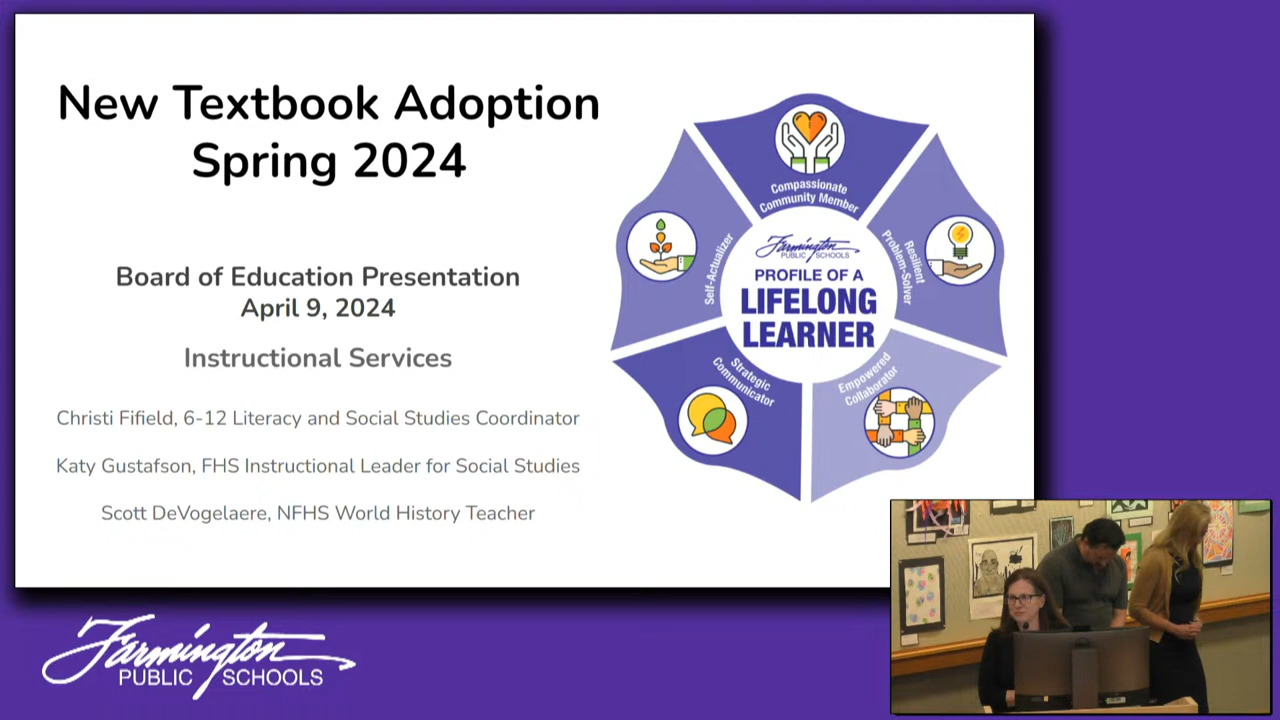 New Textbook Adoption
Spring 2024
Board of Education Presentation
April 9, 2024
Instructional Services
Christi Fifield, 6-12 Literacy and Social Studies Coordinator
Katy Gustafson, FHS Instructional Leader for Social Studies
Scott DeVogelaere, NFHS World History Teacher
Compassionate
Community Member
Self-Actualizer
Resilient
Problem-Solver
Farmington
PUBLIC SCHOOLS
PROFILE OF A
LIFELONG
LEARNER
Strategic
Communicator
Empowered
Collaborator
Farmington
PUBLIC SCHOOLS